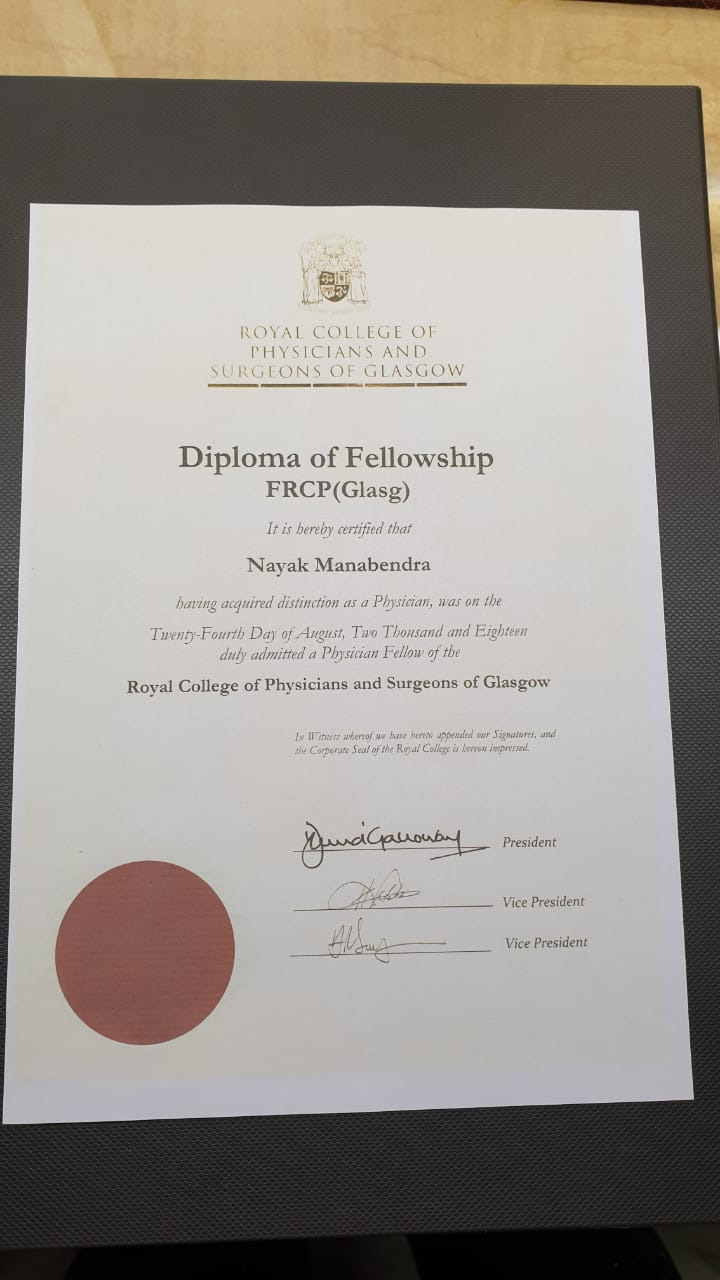 ROYAL COLLEGE OF
PHYSICIANS AND
SURGEONS OF GLASGOW
Diploma of Fellowship
FRCP(Glasg)
It is hereby certified that
Nayak Manabendra
having acquired distinction as a Physician, was on the
Twenty-Fourth Day of August, Two Thousand and Eighteen
duly admitted a Physician Fellow of the
Royal College of Physicians and Surgeons of Glasgow
In Witness whereof we have hereto appended our Signatures, and
the Corporate Seal of the Royal College is hereon impressed.
President
Vice President
Vice President